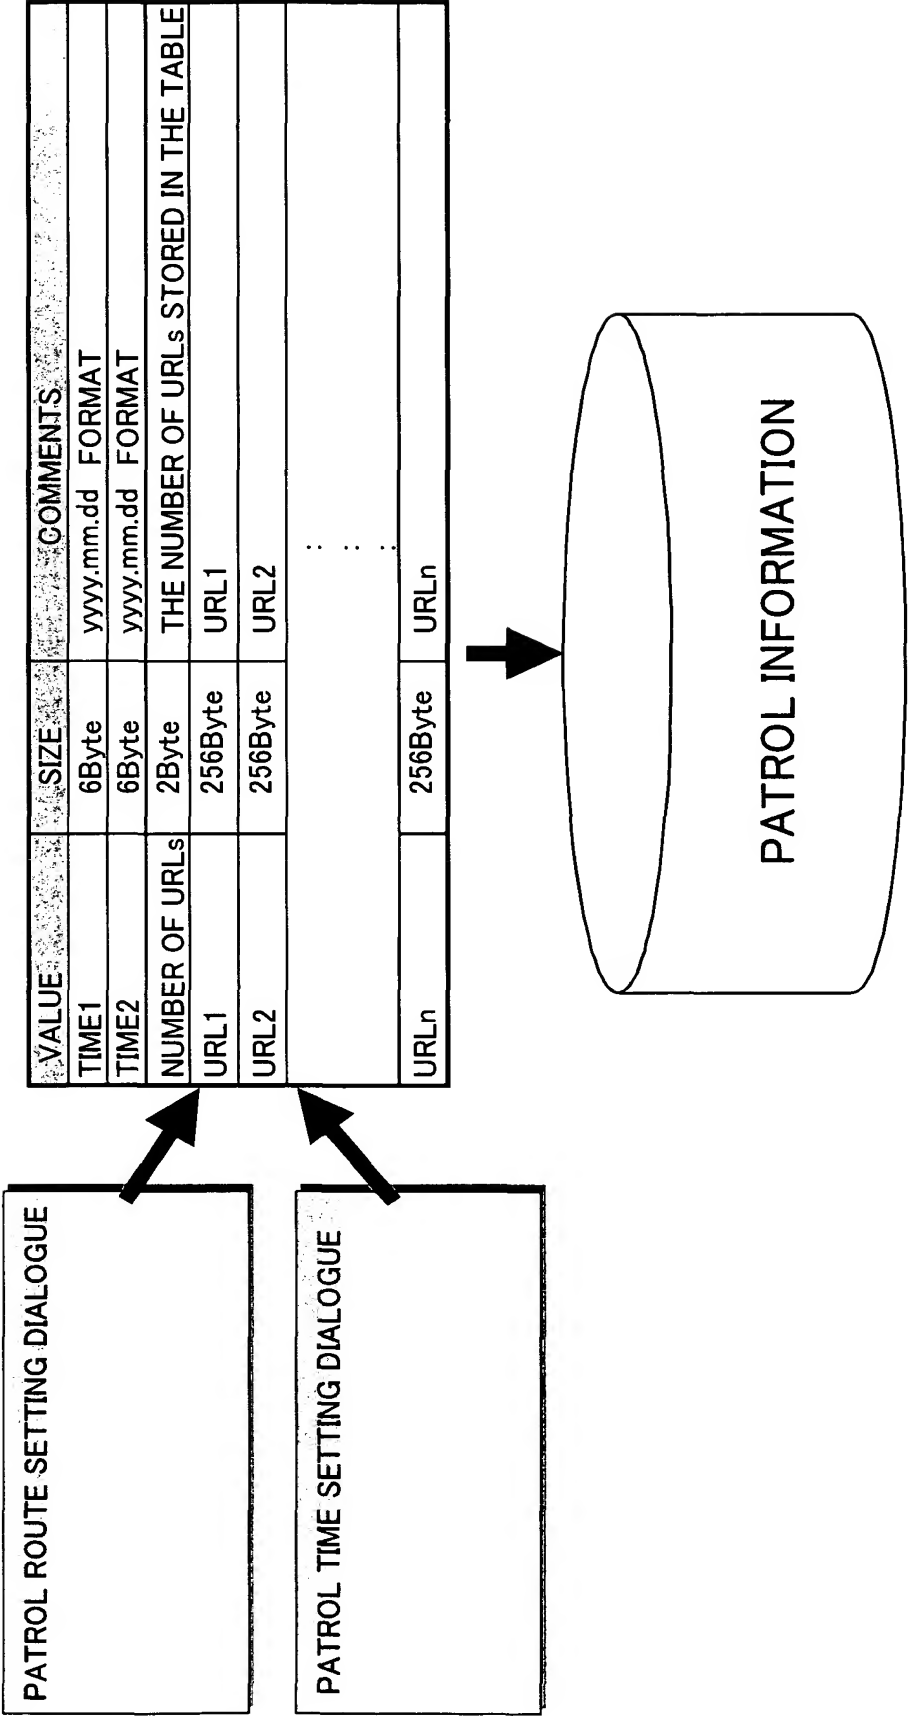 PATROL ROUTE SETTING DIALOGUE
PATROL TIME SETTING DIALOGUE
VALUE SIZE COMMENTS
TIME1 6Byte yyyy.mm.dd FORMAT
TIME2 6Byte yyyy.mm.dd FORMAT
NUMBER OF URLs 2Byte THE NUMBER OF URLs STORED IN THE TABLE
URL1 256Byte URL1
URL2 256Byte URL2
URLn 256Byte URLn
PATROL INFORMATION